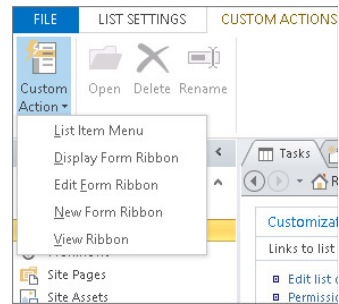 FILE LIST SETTINGS CUSTOM ACTIONS
Custom Action Open Delete Rename
List Item Menu
Display Form Ribbon
Edit Form Ribbon
New Form Ribbon
View Ribbon
Tasks
Customizat
Links to list
Edit list
Permissio
Site Pages
Site Assets